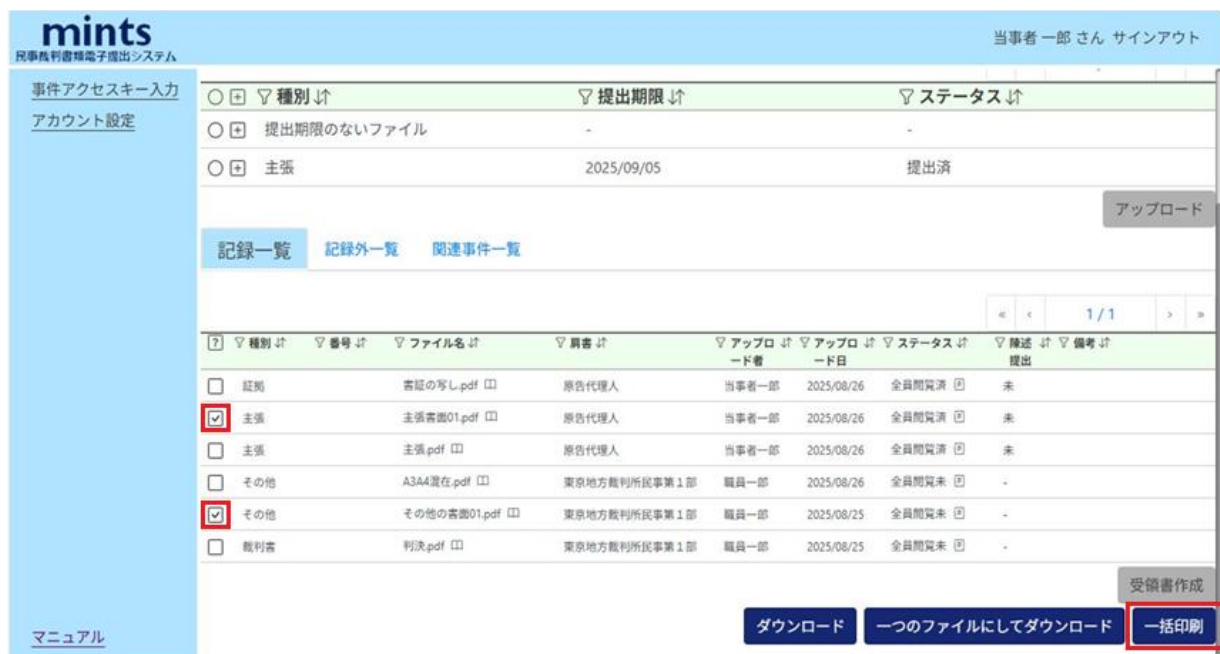 mints
民事裁判書類電子提出システム
当事者 一郎 さん サインアウト
事件アクセスキー入力
アカウント設定
種別 提出期限 ステータス
提出期限のないファイル - -
主張 2025/09/05 提出済
アップロード
記録一覧 記録外一覧 関連事件一覧
« ‹ 1 / 1 › »
? 種別 番号 ファイル名 肩書 アップロード者 アップロード日 ステータス 陳述提出 備考
証拠 書証の写し.pdf 原告代理人 当事者一郎 2025/08/26 全員閲覧済 未
主張 主張書面01.pdf 原告代理人 当事者一郎 2025/08/26 全員閲覧済 未
主張 主張.pdf 原告代理人 当事者一郎 2025/08/26 全員閲覧済 未
その他 A3A4混在.pdf 東京地方裁判所民事第１部 職員一郎 2025/08/26 全員閲覧未 -
その他 その他の書面01.pdf 東京地方裁判所民事第１部 職員一郎 2025/08/25 全員閲覧未 -
裁判書 判決.pdf 東京地方裁判所民事第１部 職員一郎 2025/08/25 全員閲覧未 -
受領書作成
ダウンロード 一つのファイルにしてダウンロード 一括印刷
マニュアル